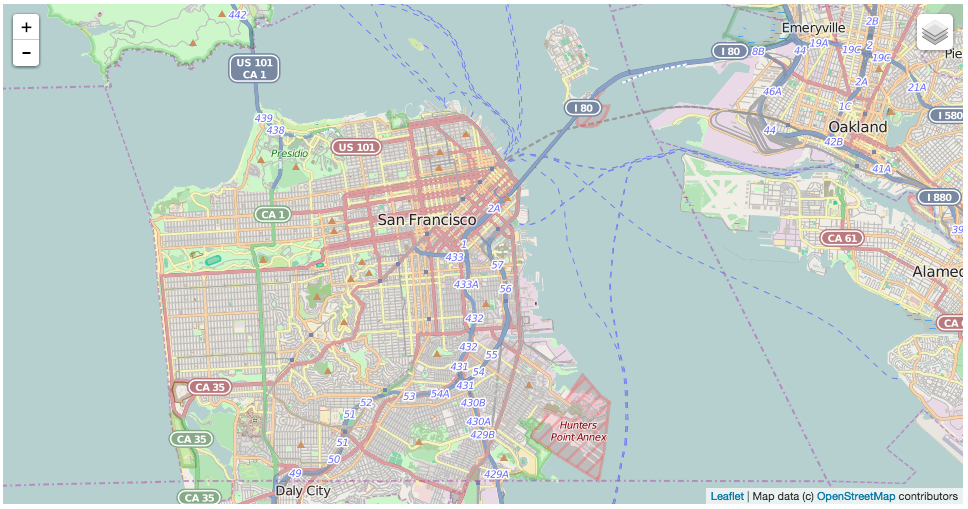 +
-
442
US 101
CA 1
439
438
Presidio
US 101
CA 1
San Francisco
I 80
I 80
8B
Emeryville
44
19A
19C
2B
2
19C
2A
21A
46A
1C
Pie
I 580
Oakland
44
42B
41A
I 880
39
CA 61
Alamed
CA 6
2A
1
433
57
433A
56
432
432
55
431
54
431
54A
53
430B
52
51
430A
51
429B
50
49
429A
CA 35
CA 35
CA 35
Hunters
Point Annex
Daly City
Leaflet | Map data (c) OpenStreetMap contributors